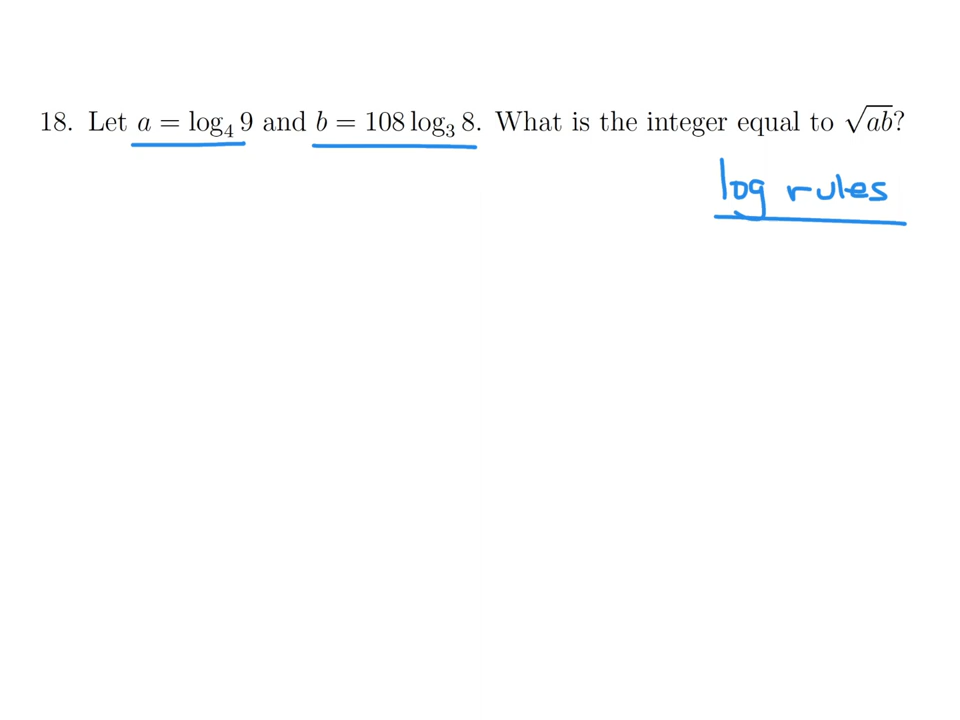 18. Let a = log₄ 9 and b = 108 log₃ 8. What is the integer equal to √ab?
log rules